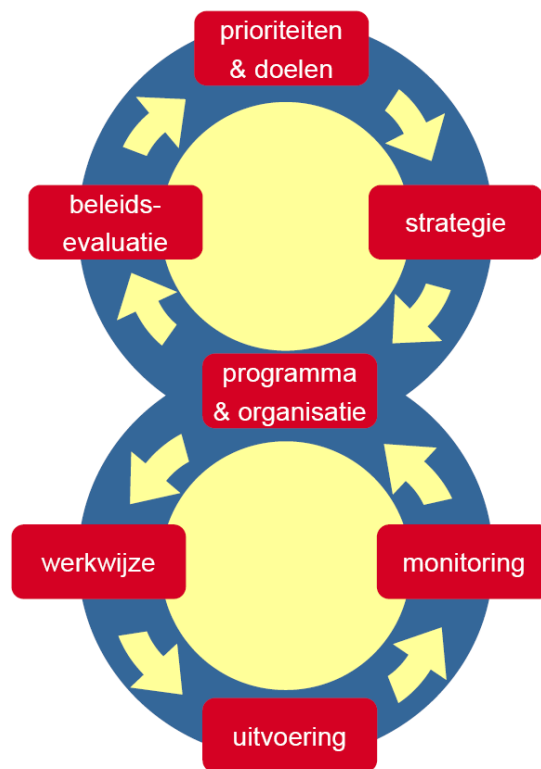 prioriteiten
& doelen
beleids-
evaluatie
strategie
programma
& organisatie
werkwijze
monitoring
uitvoering